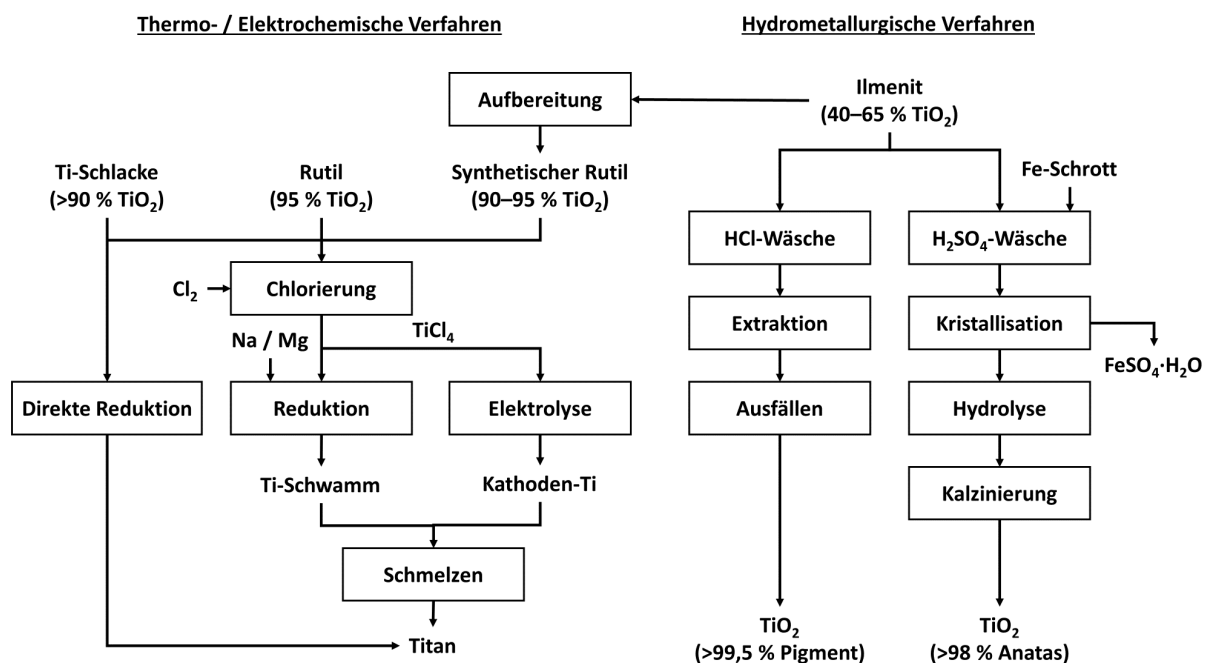 Thermo- / Elektrochemische Verfahren
Hydrometallurgische Verfahren
Aufbereitung
Ilmenit
(40–65 % TiO₂)
Ti-Schlacke
(>90 % TiO₂)
Rutil
(95 % TiO₂)
Synthetischer Rutil
(90–95 % TiO₂)
Fe-Schrott
HCl-Wäsche
H₂SO₄-Wäsche
Cl₂
Chlorierung
Extraktion
Kristallisation
Na / Mg
TiCl₄
FeSO₄·H₂O
Direkte Reduktion
Reduktion
Elektrolyse
Ausfällen
Hydrolyse
Ti-Schwamm
Kathoden-Ti
Kalzinierung
Schmelzen
Titan
TiO₂
(>99,5 % Pigment)
TiO₂
(>98 % Anatas)